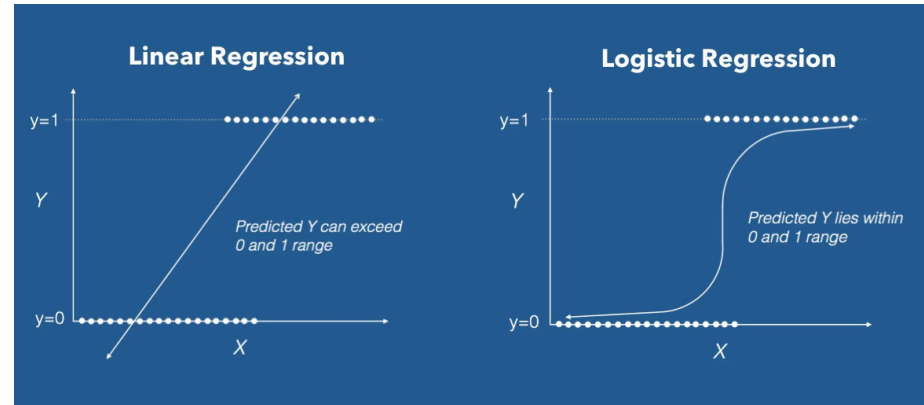 Linear Regression
y=1
Y
Predicted Y can exceed
0 and 1 range
y=0
X
Logistic Regression
y=1
Y
Predicted Y lies within
0 and 1 range
y=0
X